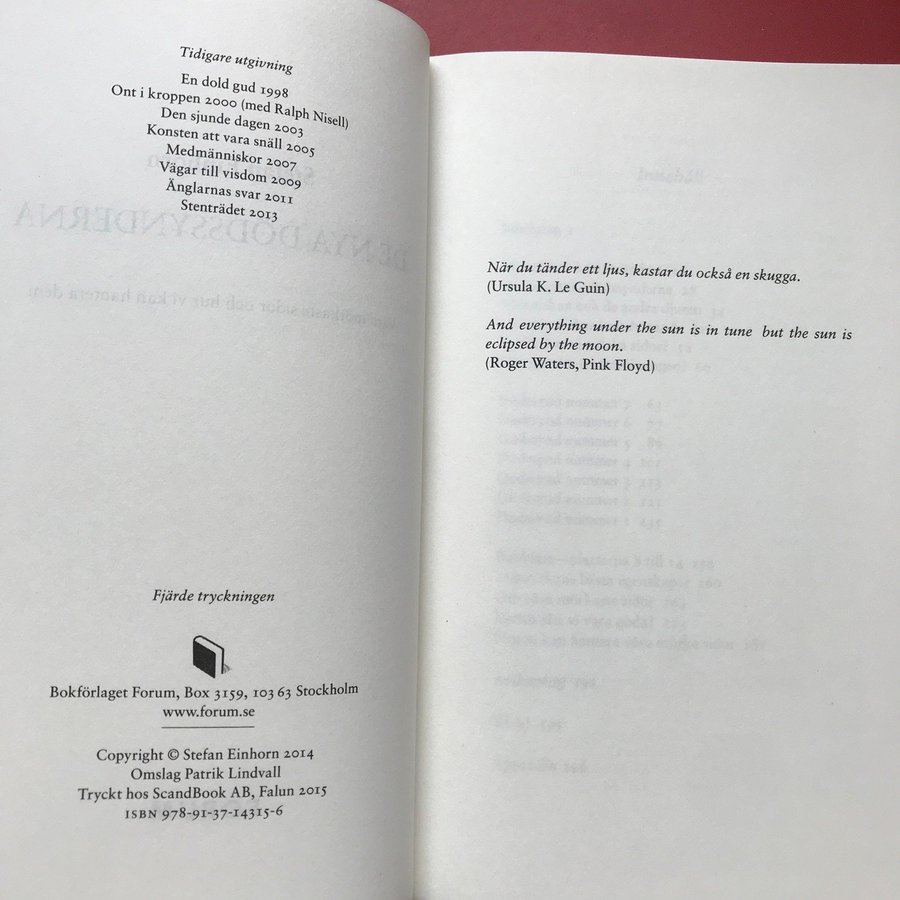 Tidigare utgivning
En dold gud 1998
Ont i kroppen 2000 (med Ralph Nisell)
Den sjunde dagen 2003
Konsten att vara snäll 2005
Medmänniskor 2007
Vägar till visdom 2009
Änglarnas svar 2011
Stenträdet 2013
Fjärde tryckningen
Bokförlaget Forum, Box 3159, 103 63 Stockholm
www.forum.se
Copyright © Stefan Einhorn 2014
Omslag Patrik Lindvall
Tryckt hos ScandBook AB, Falun 2015
ISBN 978-91-37-14315-6
När du tänder ett ljus, kastar du också en skugga.
(Ursula K. Le Guin)
And everything under the sun is in tune but the sun is
eclipsed by the moon.
(Roger Waters, Pink Floyd)